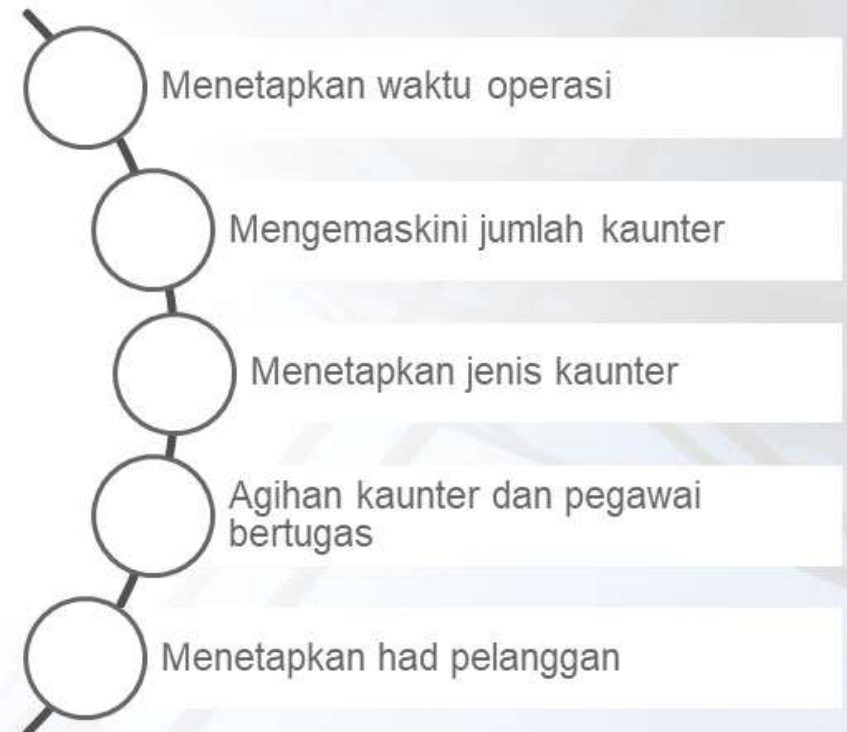 Menetapkan waktu operasi
Mengemaskini jumlah kaunter
Menetapkan jenis kaunter
Agihan kaunter dan pegawai
bertugas
Menetapkan had pelanggan